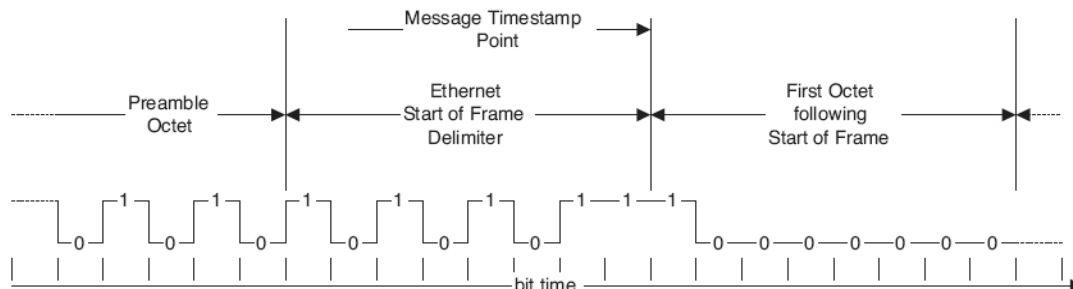 Message Timestamp
Point
Preamble
Octet
Ethernet
Start of Frame
Delimiter
First Octet
following
Start of Frame
0 1 0 1 0 1 0 1 0 1 0 1 1 1 0 0 0 0 0 0 0
bit time